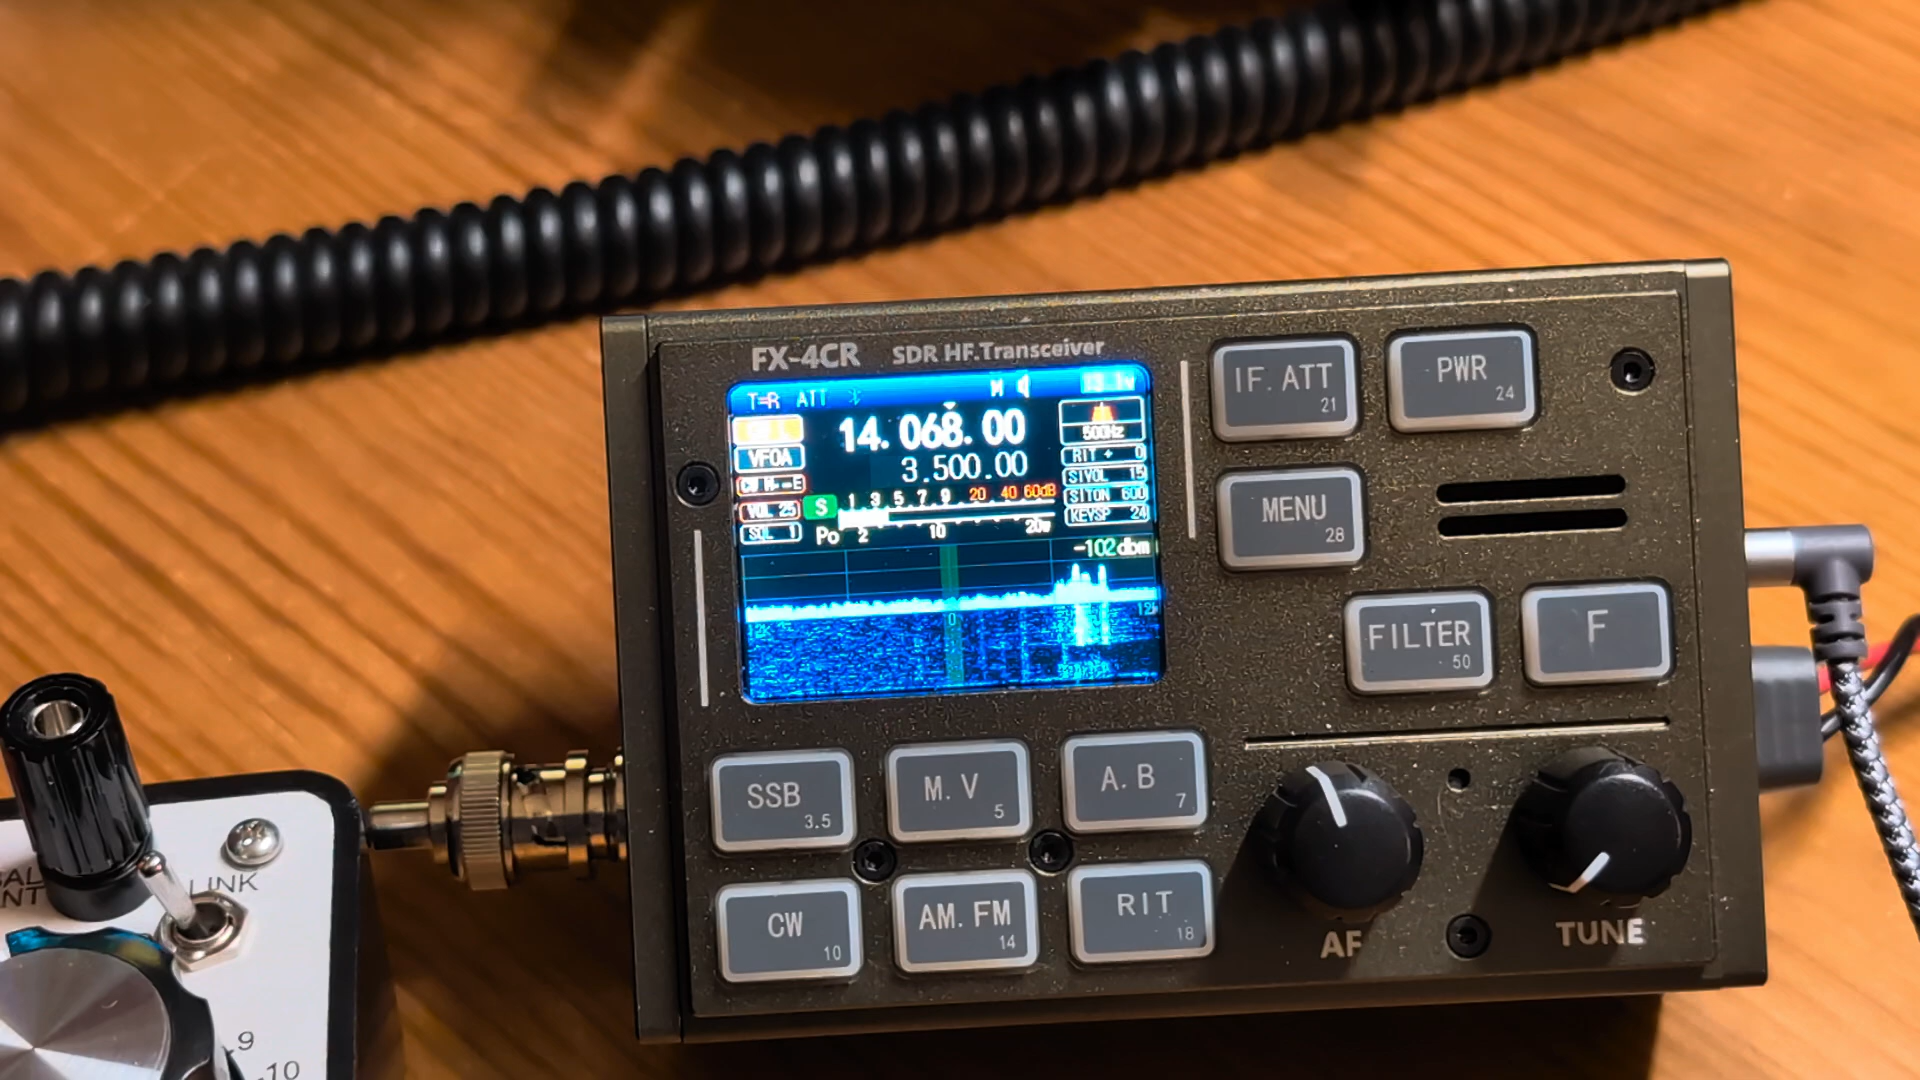 FX-4CR SDR HF.Transceiver
T=R ATT M
14.068.00
500Hz
VFOA
3.500.00
RIT + 0
SIVOL 15
SITON 600
KEYSP 24
VOL 25
SQL 1
S 1 3 5 7 9 20 40 60dB
Po 2 10 20w
-102dbm
12k 0 12k
IF.ATT 21
PWR 24
MENU 28
FILTER 50
F
SSB 3.5
M.V 5
A.B 7
CW 10
AM.FM 14
RIT 18
AF
TUNE
LINK
9
10